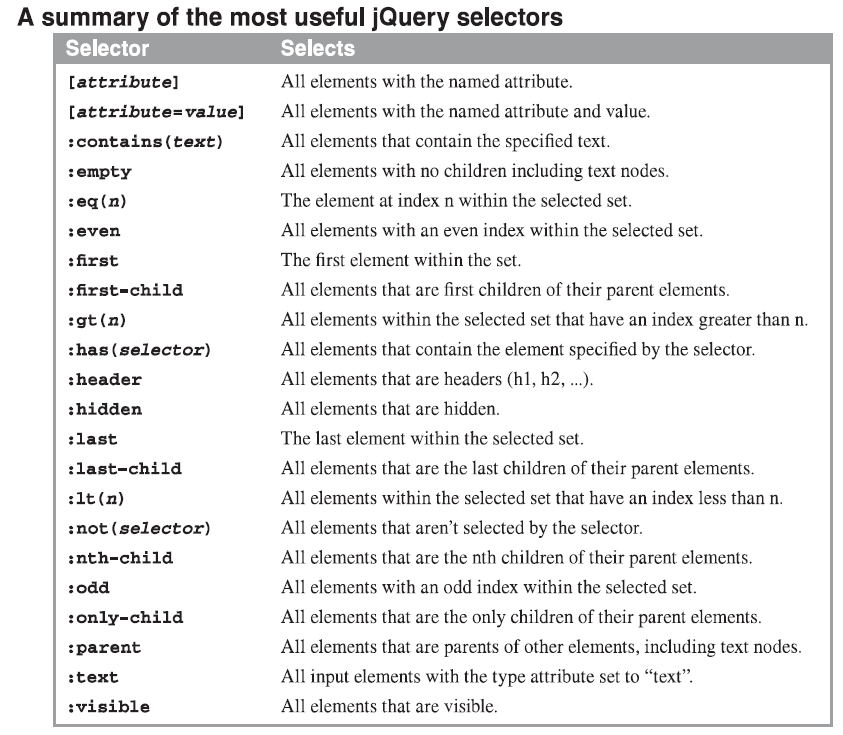 A summary of the most useful jQuery selectors
Selector Selects
[attribute] All elements with the named attribute.
[attribute=value] All elements with the named attribute and value.
:contains(text) All elements that contain the specified text.
:empty All elements with no children including text nodes.
:eq(n) The element at index n within the selected set.
:even All elements with an even index within the selected set.
:first The first element within the set.
:first-child All elements that are first children of their parent elements.
:gt(n) All elements within the selected set that have an index greater than n.
:has(selector) All elements that contain the element specified by the selector.
:header All elements that are headers (h1, h2, ...).
:hidden All elements that are hidden.
:last The last element within the selected set.
:last-child All elements that are the last children of their parent elements.
:lt(n) All elements within the selected set that have an index less than n.
:not(selector) All elements that aren't selected by the selector.
:nth-child All elements that are the nth children of their parent elements.
:odd All elements with an odd index within the selected set.
:only-child All elements that are the only children of their parent elements.
:parent All elements that are parents of other elements, including text nodes.
:text All input elements with the type attribute set to “text”.
:visible All elements that are visible.